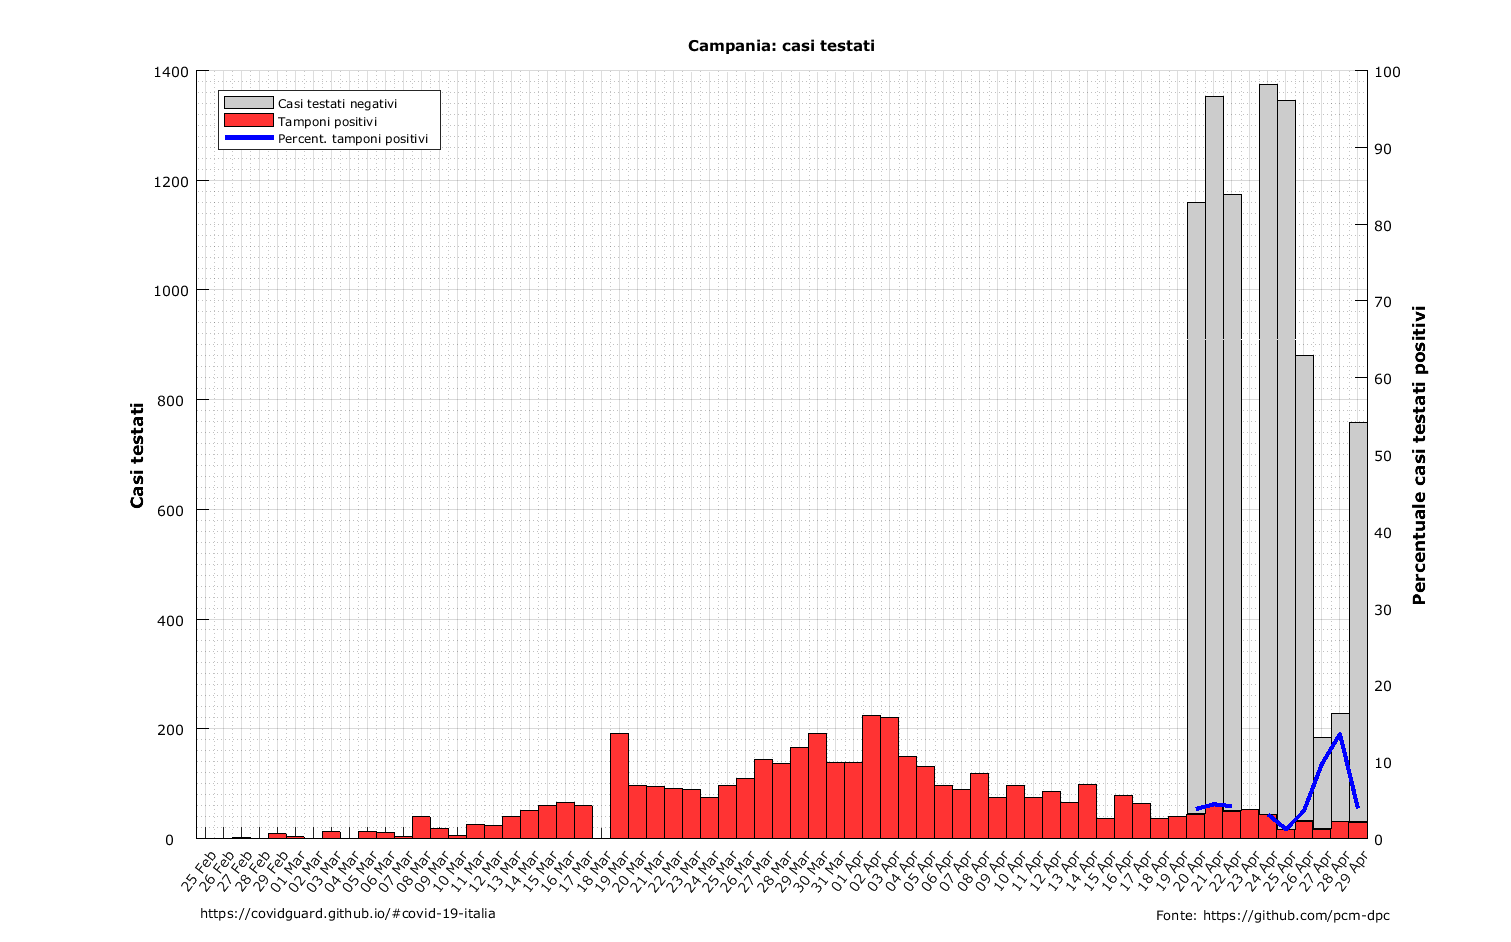 Campania: casi testati
Casi testati negativi
Tamponi positivi
Percent. tamponi positivi
Casi testati
1400
1200
1000
800
600
400
200
0
100
90
80
70
60
50
40
30
20
10
0
Percentuale casi testati positivi
25 Feb
26 Feb
27 Feb
28 Feb
29 Feb
01 Mar
02 Mar
03 Mar
04 Mar
05 Mar
06 Mar
07 Mar
08 Mar
09 Mar
10 Mar
11 Mar
12 Mar
13 Mar
14 Mar
15 Mar
16 Mar
17 Mar
18 Mar
19 Mar
20 Mar
21 Mar
22 Mar
23 Mar
24 Mar
25 Mar
26 Mar
27 Mar
28 Mar
29 Mar
30 Mar
31 Mar
01 Apr
02 Apr
03 Apr
04 Apr
05 Apr
06 Apr
07 Apr
08 Apr
09 Apr
10 Apr
11 Apr
12 Apr
13 Apr
14 Apr
15 Apr
16 Apr
17 Apr
18 Apr
19 Apr
20 Apr
21 Apr
22 Apr
23 Apr
24 Apr
25 Apr
26 Apr
27 Apr
28 Apr
29 Apr
https://covidguard.github.io/#covid-19-italia
Fonte: https://github.com/pcm-dpc